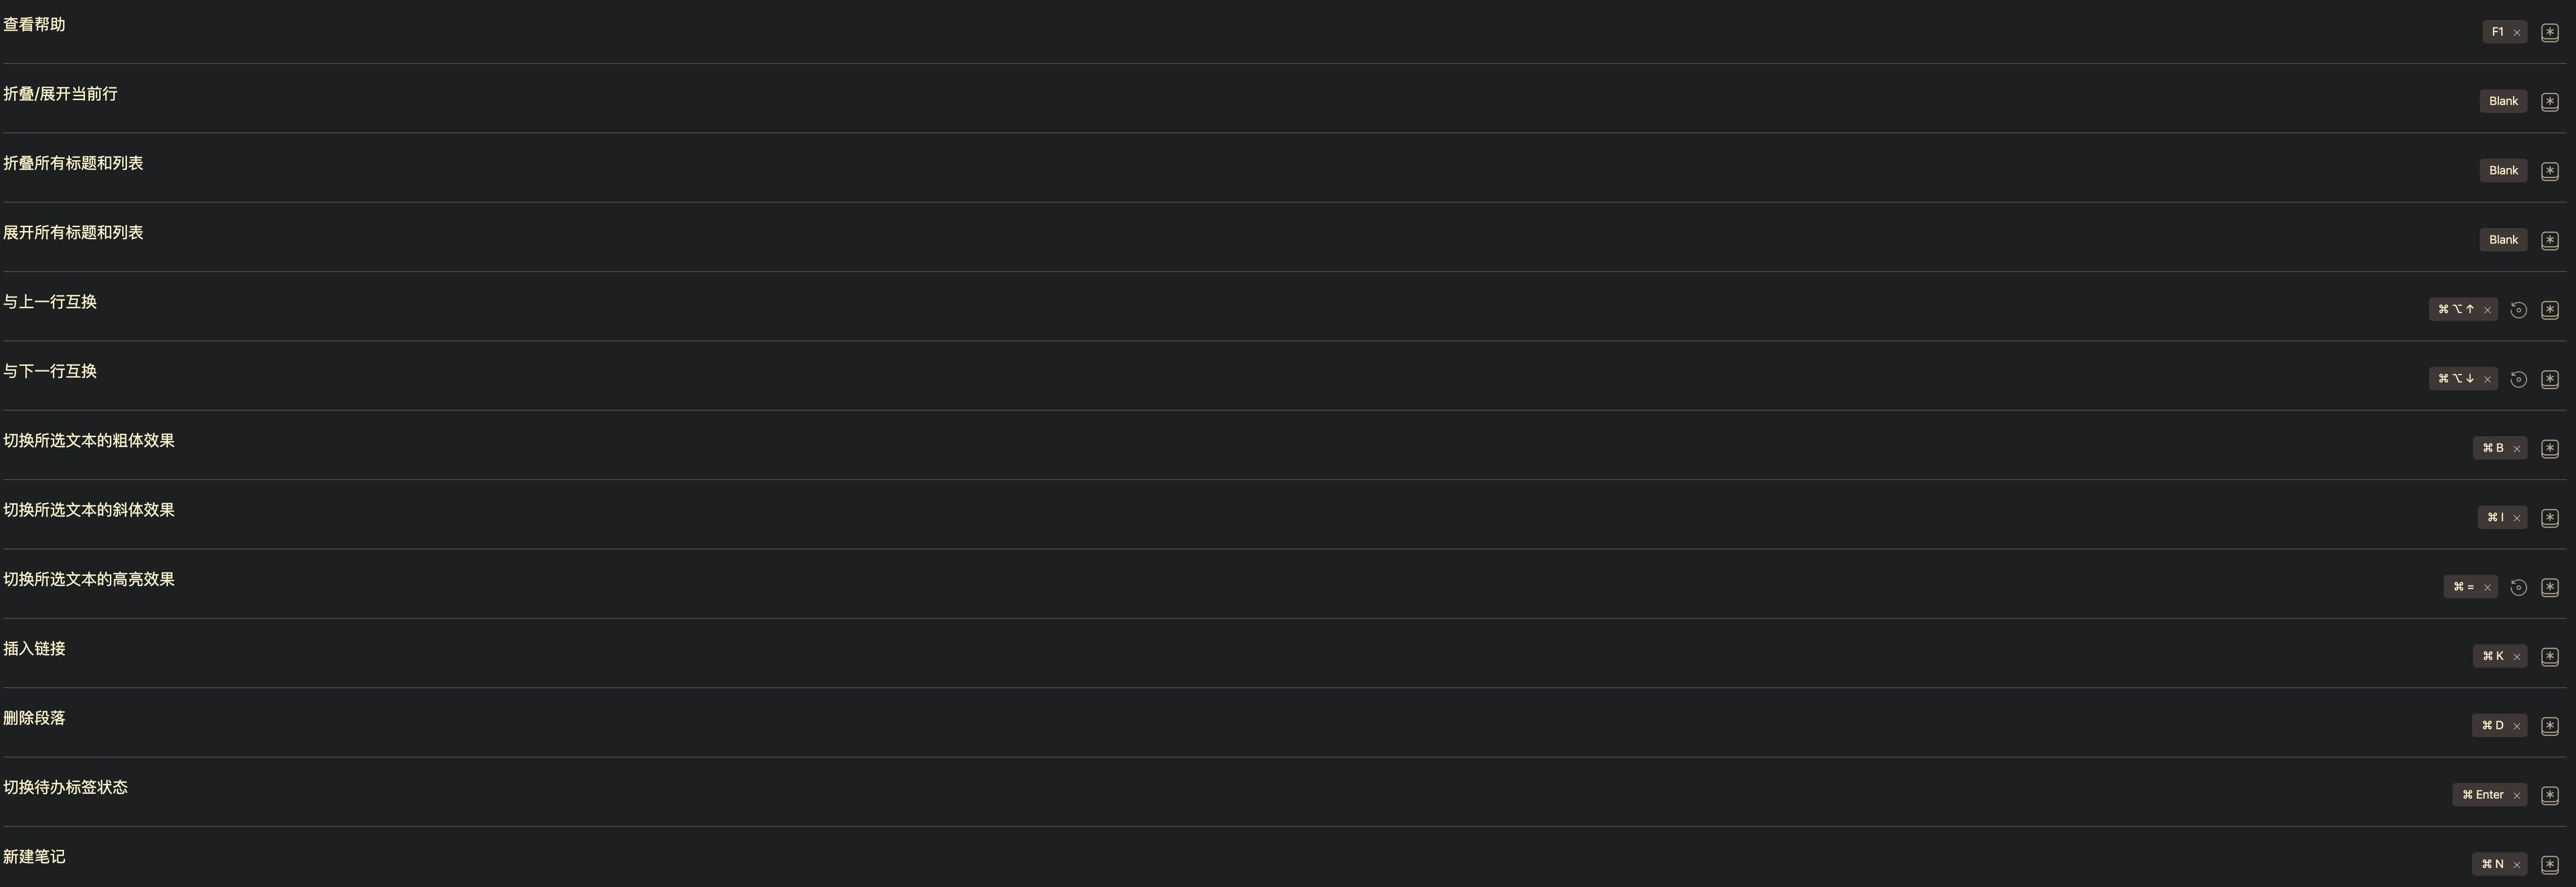 查看帮助 F1 ×
折叠/展开当前行 Blank
折叠所有标题和列表 Blank
展开所有标题和列表 Blank
与上一行互换 ⌘ ⌥ ↑ ×
与下一行互换 ⌘ ⌥ ↓ ×
切换所选文本的粗体效果 ⌘ B ×
切换所选文本的斜体效果 ⌘ I ×
切换所选文本的高亮效果 ⌘ = ×
插入链接 ⌘ K ×
删除段落 ⌘ D ×
切换待办标签状态 ⌘ Enter ×
新建笔记 ⌘ N ×